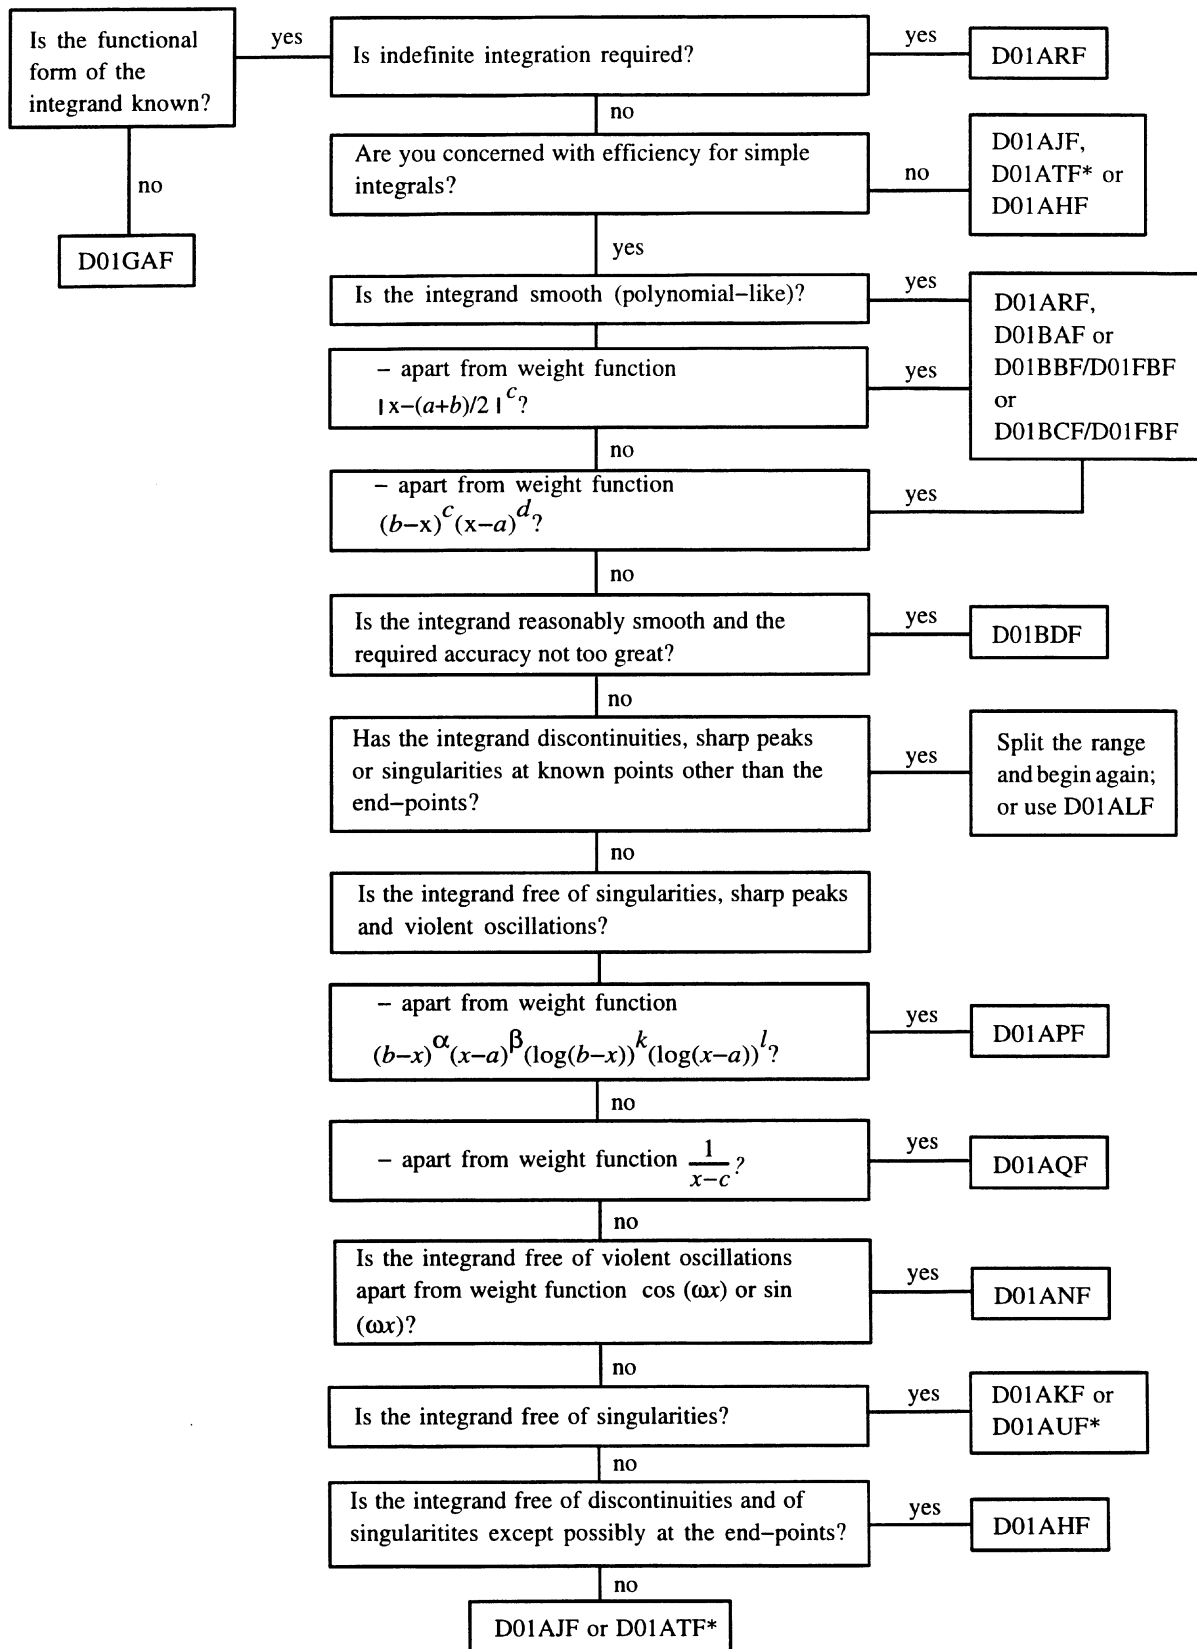 Is the functional
form of the
integrand known?
yes
Is indefinite integration required?
yes
D01ARF
no
no
D01GAF
Are you concerned with efficiency for simple
integrals?
no
D01AJF,
D01ATF* or
D01AHF
yes
Is the integrand smooth (polynomial–like)?
yes
D01ARF,
D01BAF or
D01BBF/D01FBF
or
D01BCF/D01FBF
– apart from weight function
|x–(a+b)/2|^c?
yes
no
– apart from weight function
(b–x)^c(x–a)^d?
yes
no
Is the integrand reasonably smooth and the
required accuracy not too great?
yes
D01BDF
no
Has the integrand discontinuities, sharp peaks
or singularities at known points other than the
end–points?
yes
Split the range
and begin again;
or use D01ALF
no
Is the integrand free of singularities, sharp peaks
and violent oscillations?
– apart from weight function
(b–x)^α(x–a)^β(log(b–x))^k(log(x–a))^l?
yes
D01APF
no
– apart from weight function 1/(x–c)?
yes
D01AQF
no
Is the integrand free of violent oscillations
apart from weight function cos (ωx) or sin
(ωx)?
yes
D01ANF
no
Is the integrand free of singularities?
yes
D01AKF or
D01AUF*
no
Is the integrand free of discontinuities and of
singularitites except possibly at the end–points?
yes
D01AHF
no
D01AJF or D01ATF*